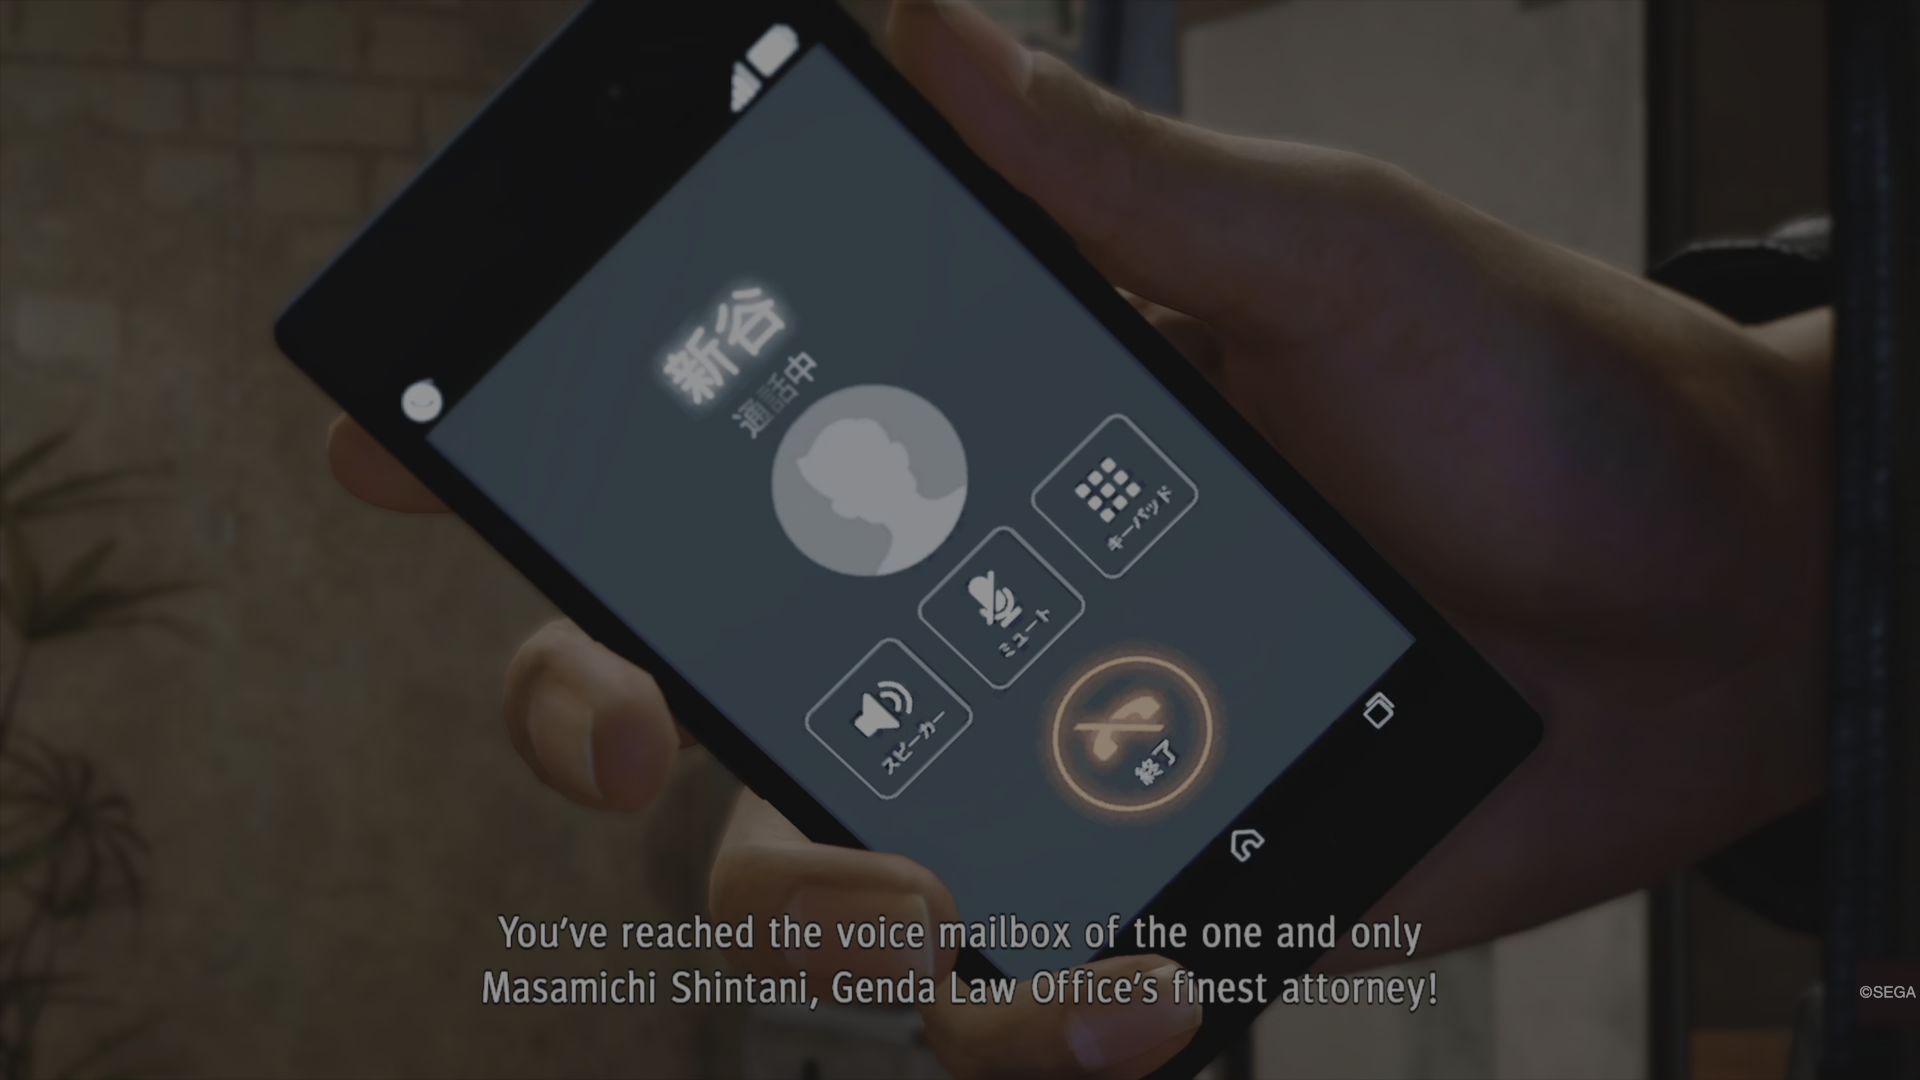 新谷
通話中
キーパッド
ミュート
スピーカー
終了
You've reached the voice mailbox of the one and only
Masamichi Shintani, Genda Law Office's finest attorney!
©SEGA